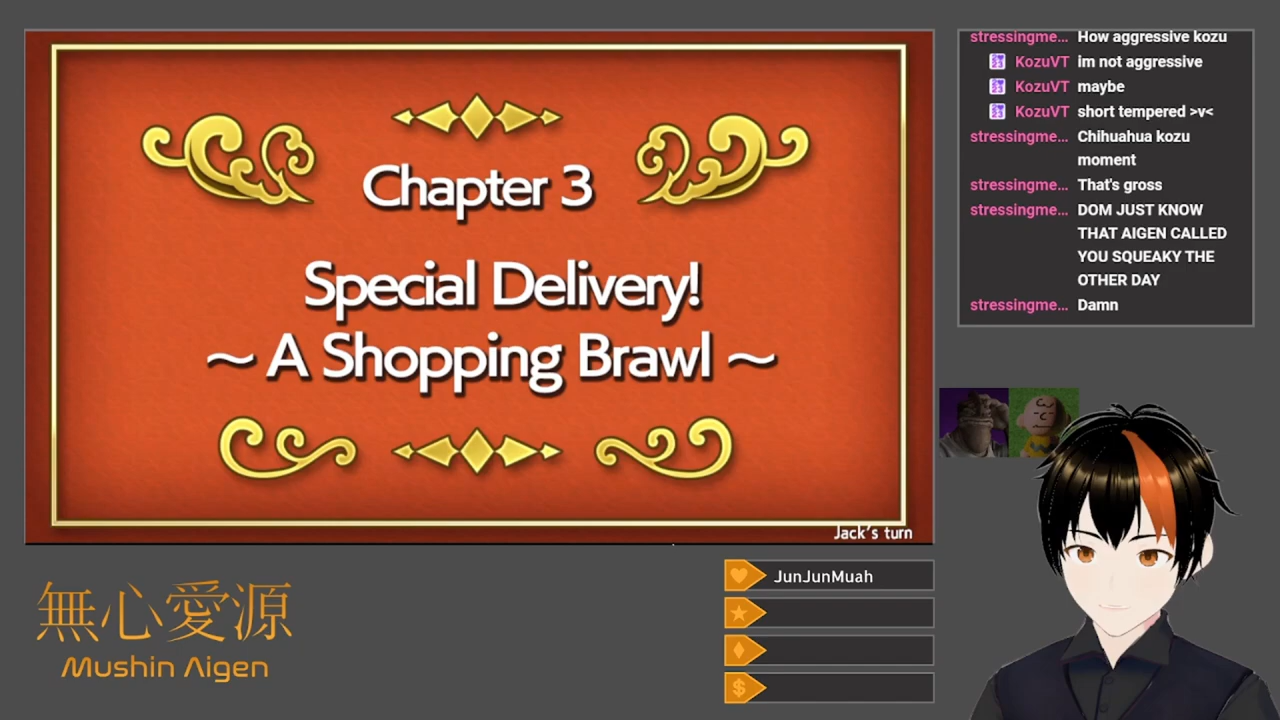 Chapter 3
Special Delivery!
~ A Shopping Brawl ~
Jack's turn
stressingme... How aggressive kozu
KozuVT im not aggressive
KozuVT maybe
KozuVT short tempered >v<
stressingme... Chihuahua kozu
moment
stressingme... That's gross
stressingme... DOM JUST KNOW
THAT AIGEN CALLED
YOU SQUEAKY THE
OTHER DAY
stressingme... Damn
無心愛源
Mushin Aigen
JunJunMuah
$